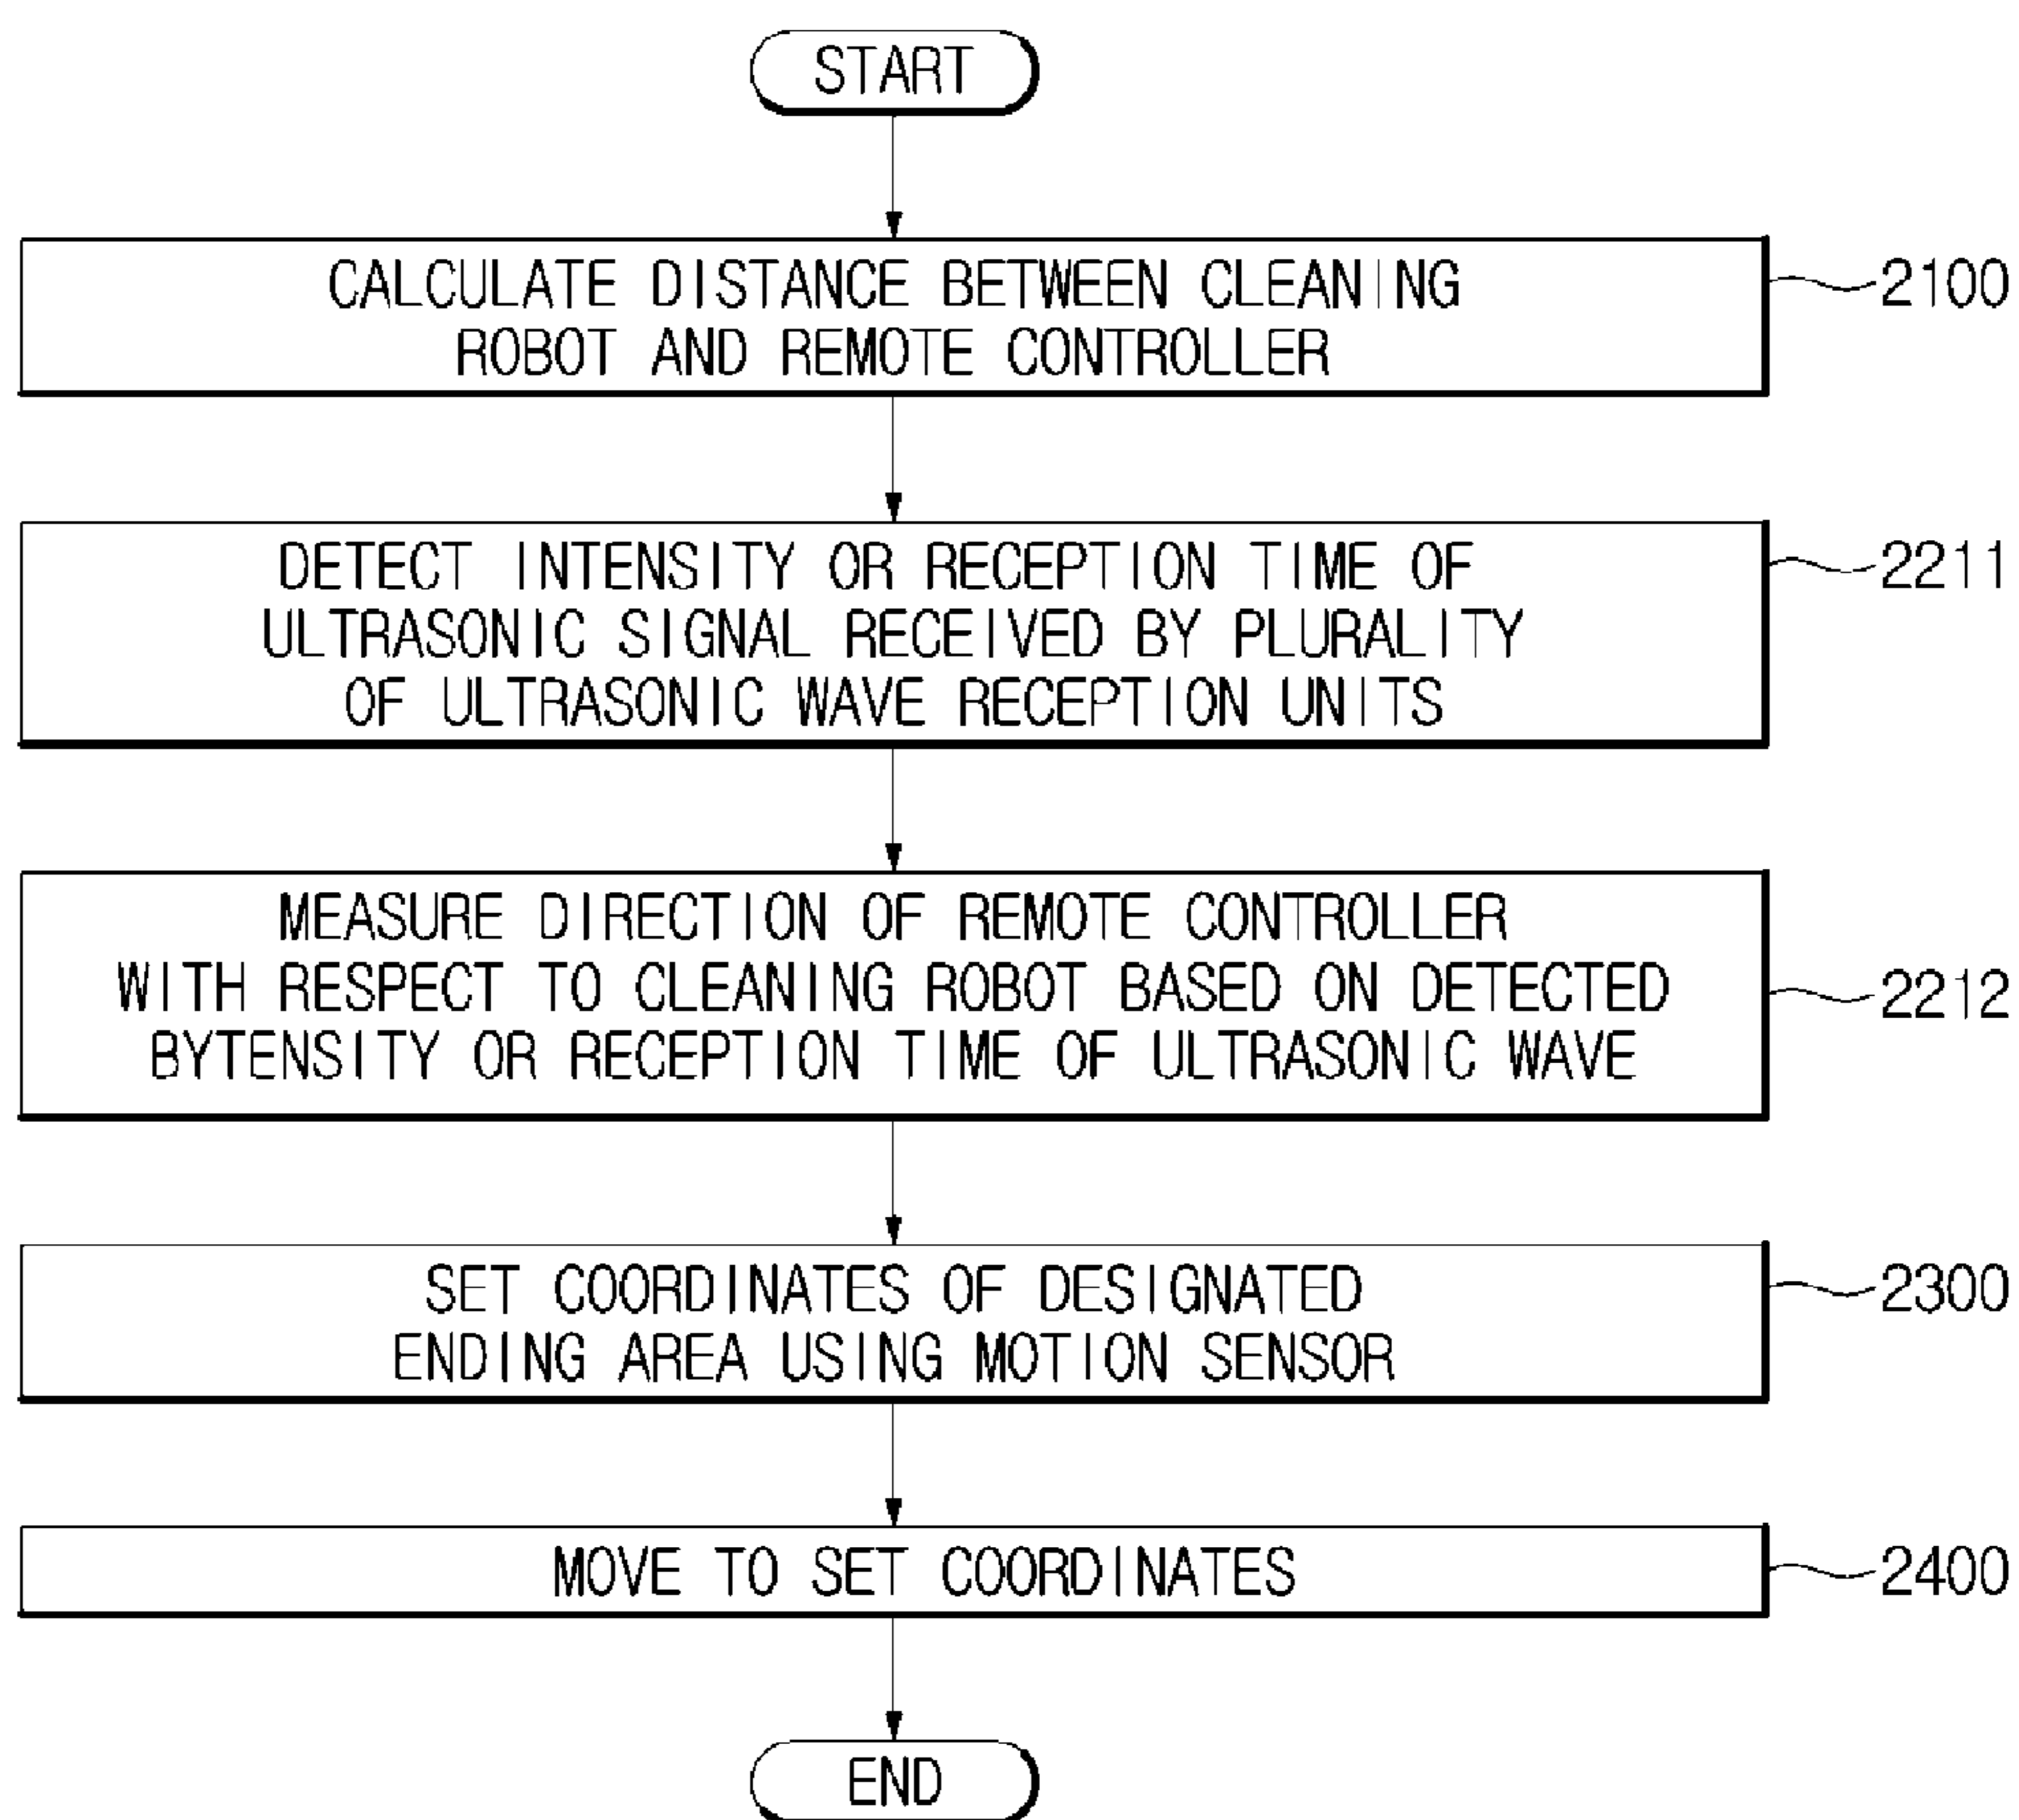 START
CALCULATE DISTANCE BETWEEN CLEANING
ROBOT AND REMOTE CONTROLLER
2100
DETECT INTENSITY OR RECEPTION TIME OF
ULTRASONIC SIGNAL RECEIVED BY PLURALITY
OF ULTRASONIC WAVE RECEPTION UNITS
2211
MEASURE DIRECTION OF REMOTE CONTROLLER
WITH RESPECT TO CLEANING ROBOT BASED ON DETECTED
BYTENSITY OR RECEPTION TIME OF ULTRASONIC WAVE
2212
SET COORDINATES OF DESIGNATED
ENDING AREA USING MOTION SENSOR
2300
MOVE TO SET COORDINATES
2400
END